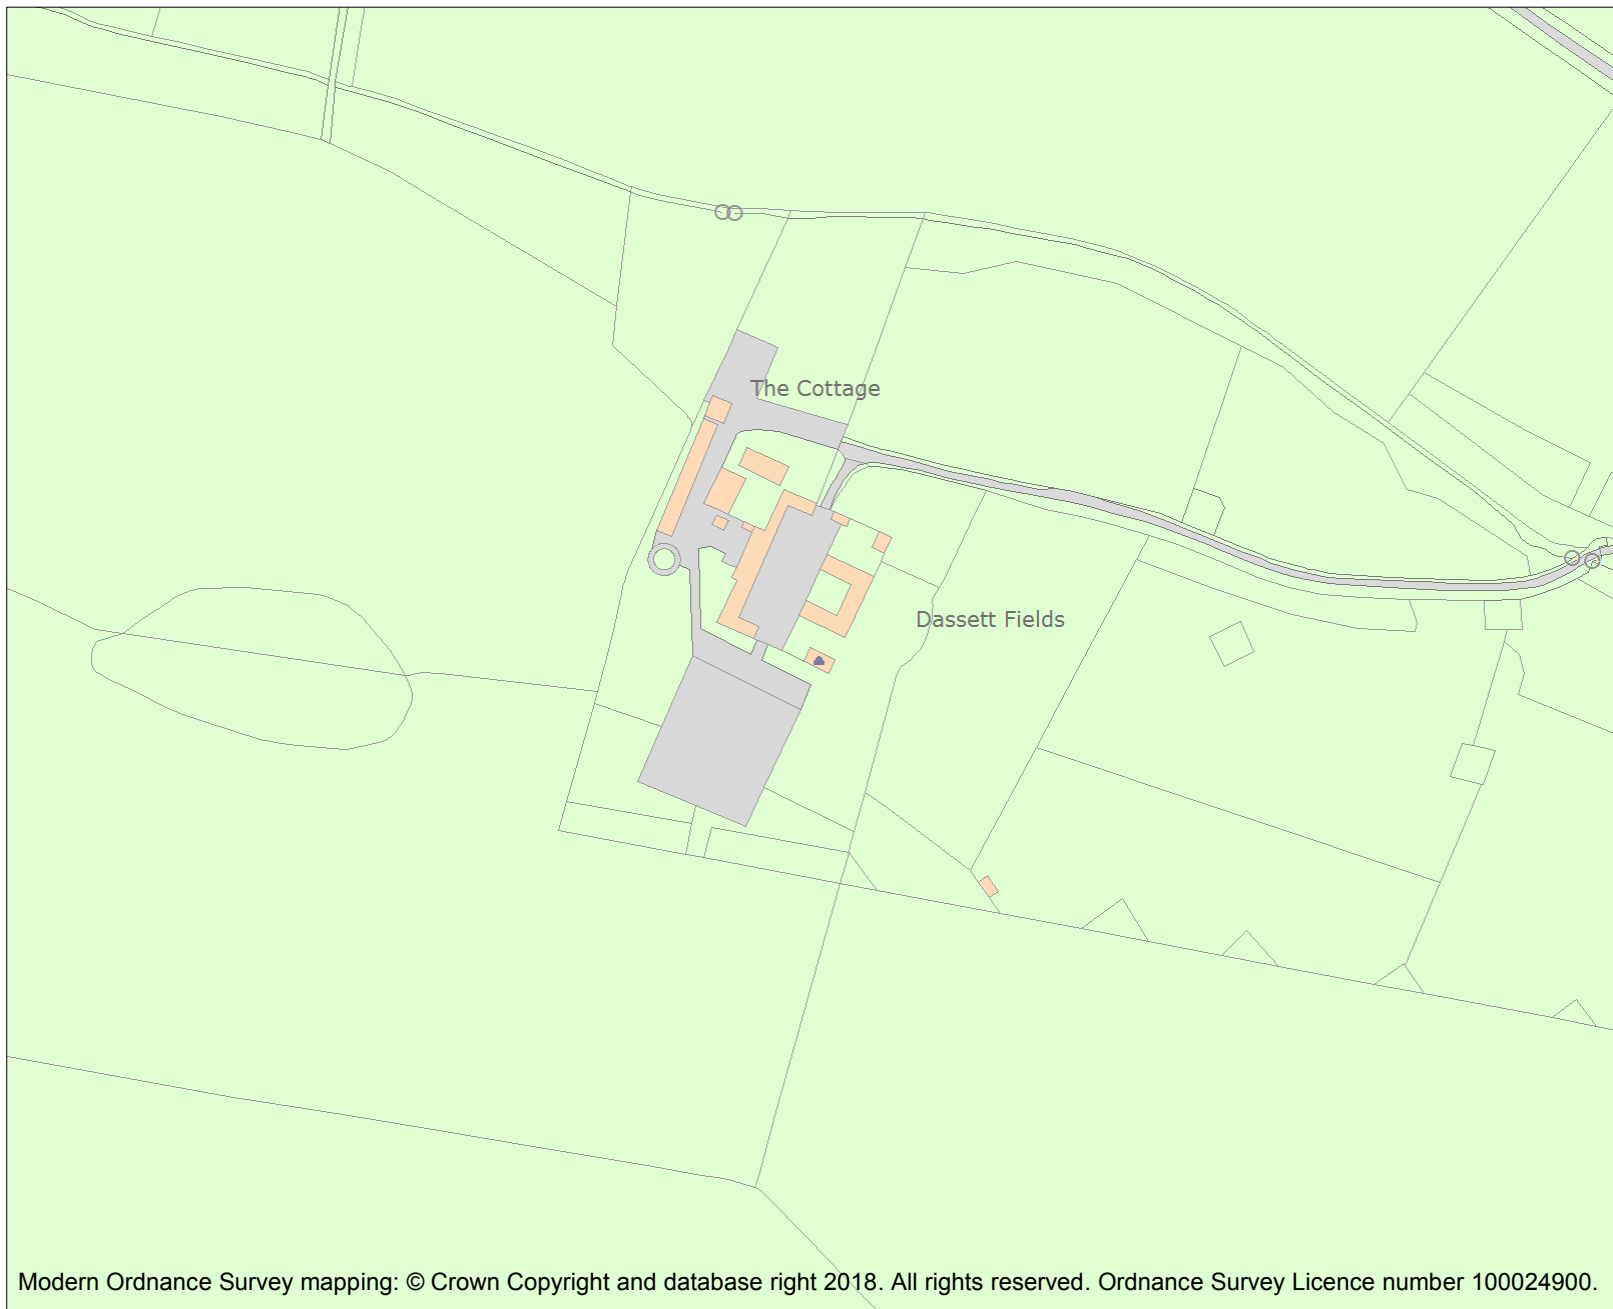 The Cottage
Dassett Fields
Modern Ordnance Survey mapping: © Crown Copyright and database right 2018. All rights reserved. Ordnance Survey Licence number 100024900.